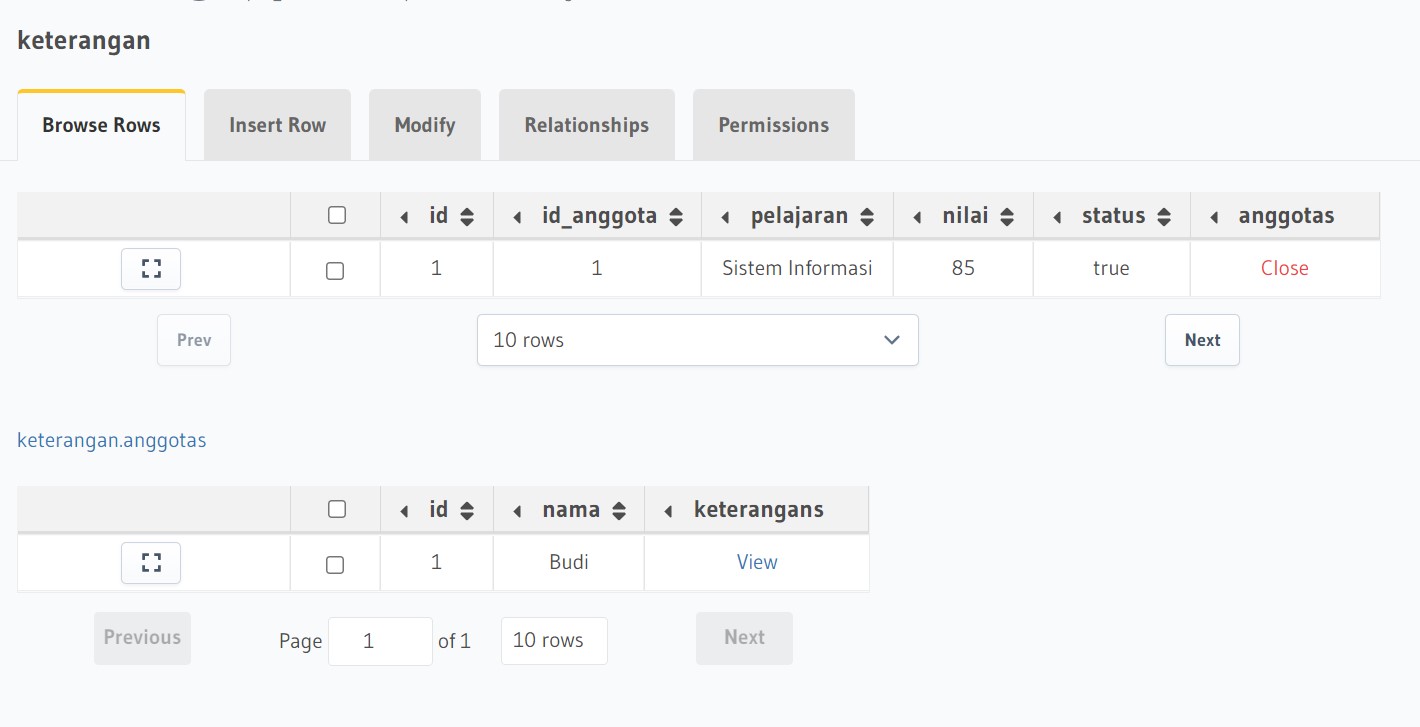 keterangan
Browse Rows Insert Row Modify Relationships Permissions
id id_anggota pelajaran nilai status anggotas
1 1 Sistem Informasi 85 true Close
Prev 10 rows Next
keterangan.anggotas
id nama keterangans
1 Budi View
Previous Page 1 of 1 10 rows Next